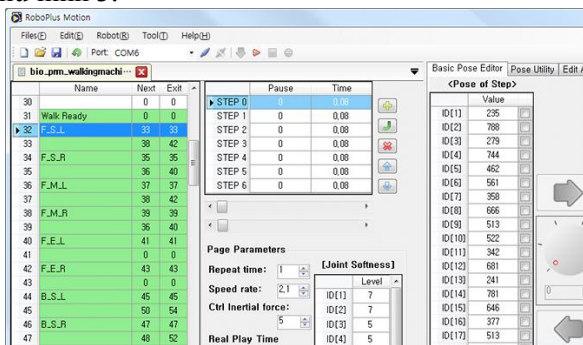 RoboPlus Motion
Files(F) Edit(E) Robot(R) Tool(T) Help(H)
Port: COM6
bio_prm_walkingmachi···
Basic Pose Editor Pose Utility Edit A
Name Next Exit
30 0 0
31 Walk Ready 0 0
32 F_S_L 33 33
33 38 42
34 F_S_R 35 35
35 36 40
36 F_M_L 37 37
37 38 42
38 F_M_R 39 39
39 36 40
40 F_E_L 41 41
41 0 0
42 F_E_R 43 43
43 0 0
44 B_S_L 45 45
45 50 54
46 B_S_R 47 47
47 48 52
Pause Time
STEP 0 0 0,08
STEP 1 0 0,08
STEP 2 0 0,08
STEP 3 0 0,08
STEP 4 0 0,08
STEP 5 0 0,08
STEP 6 0 0,08
Page Parameters
Repeat time: 1
Speed rate: 2,1
Ctrl Inertial force:
5
Real Play Time
[Joint Softness]
Level
ID[1] 7
ID[2] 7
ID[3] 5
ID[4] 5
<Pose of Step>
Value
ID[1] 235
ID[2] 788
ID[3] 279
ID[4] 744
ID[5] 462
ID[6] 561
ID[7] 358
ID[8] 666
ID[9] 513
ID[10] 522
ID[11] 342
ID[12] 681
ID[13] 241
ID[14] 781
ID[15] 646
ID[16] 377
ID[17] 513
0